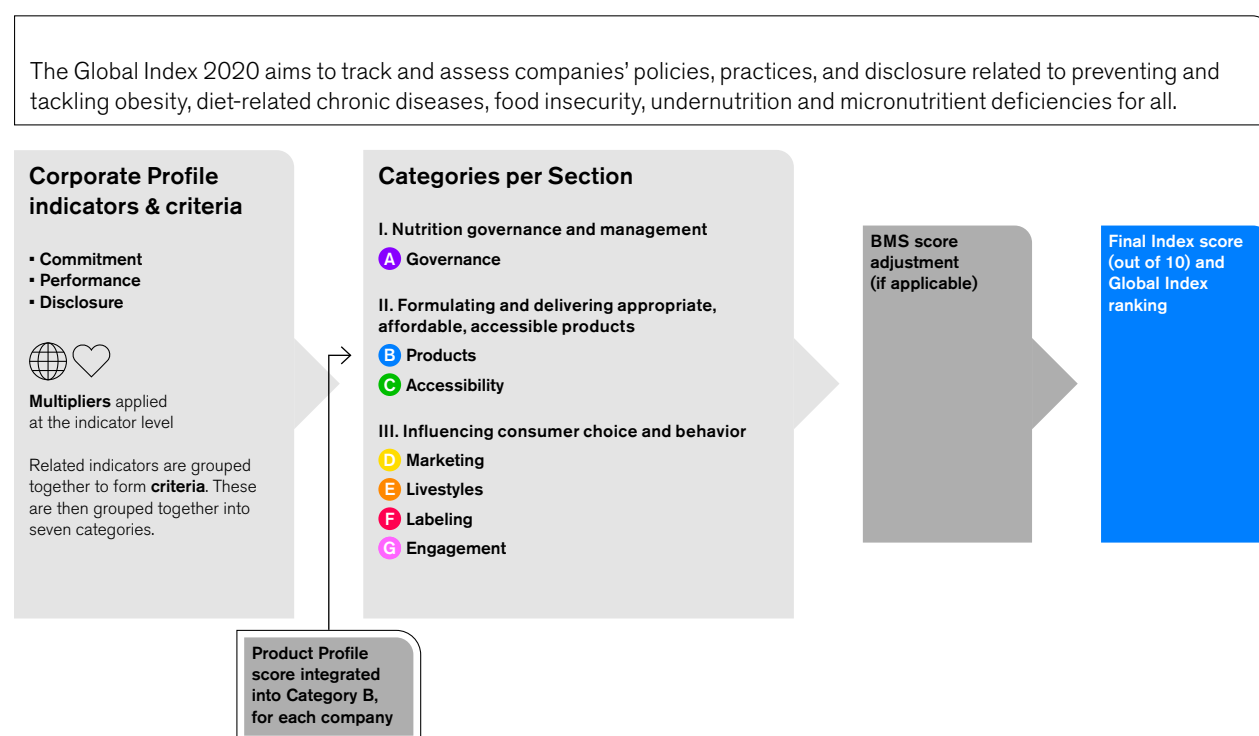 The Global Index 2020 aims to track and assess companies’ policies, practices, and disclosure related to preventing and
tackling obesity, diet-related chronic diseases, food insecurity, undernutrition and micronutritient deficiencies for all.
Corporate Profile
indicators & criteria
▪ Commitment
▪ Performance
▪ Disclosure
Multipliers applied
at the indicator level
Related indicators are grouped
together to form criteria. These
are then grouped together into
seven categories.
Product Profile
score integrated
into Category B,
for each company
Categories per Section
I. Nutrition governance and management
A Governance
II. Formulating and delivering appropriate,
affordable, accessible products
B Products
C Accessibility
III. Influencing consumer choice and behavior
D Marketing
E Livestyles
F Labeling
G Engagement
BMS score
adjustment
(if applicable)
Final Index score
(out of 10) and
Global Index
ranking